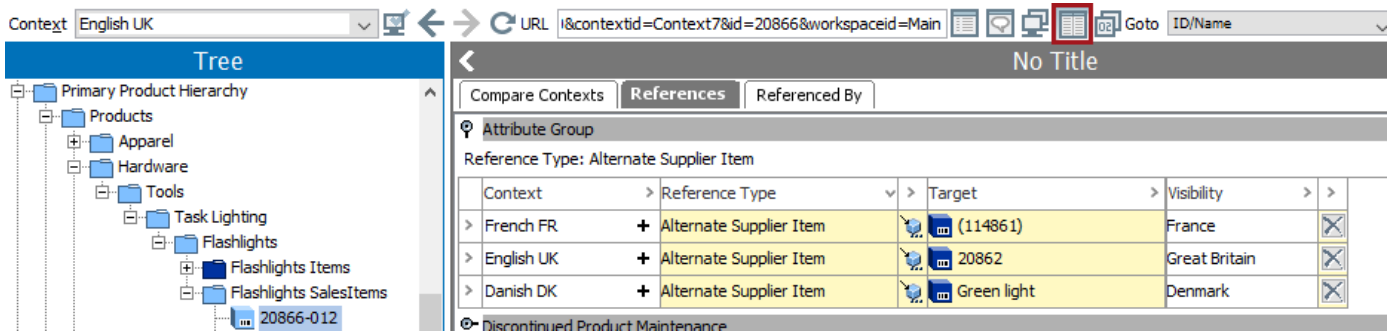 Context English UK URL ı&contextid=Context7&id=20866&workspaceid=Main Goto ID/Name
Tree
No Title
Primary Product Hierarchy
Products
Apparel
Hardware
Tools
Task Lighting
Flashlights
Flashlights Items
Flashlights SalesItems
20866-012
Compare Contexts References Referenced By
Attribute Group
Reference Type: Alternate Supplier Item
Context > Reference Type > Target > Visibility > >
> French FR + Alternate Supplier Item (114861) France
> English UK + Alternate Supplier Item 20862 Great Britain
> Danish DK + Alternate Supplier Item Green light Denmark
Discontinued Product Maintenance